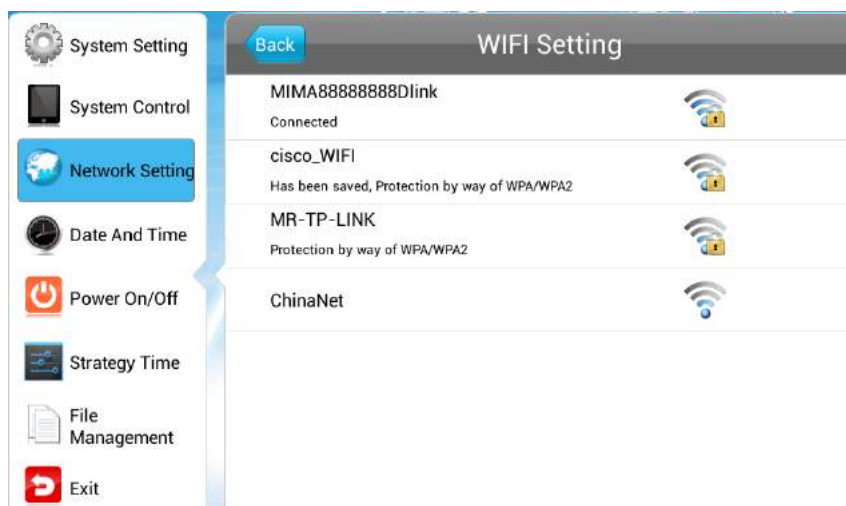 System Setting
System Control
Network Setting
Date And Time
Power On/Off
Strategy Time
File
Management
Exit
Back
WIFI Setting
MIMA88888888Dlink
Connected
cisco_WIFI
Has been saved, Protection by way of WPA/WPA2
MR-TP-LINK
Protection by way of WPA/WPA2
ChinaNet